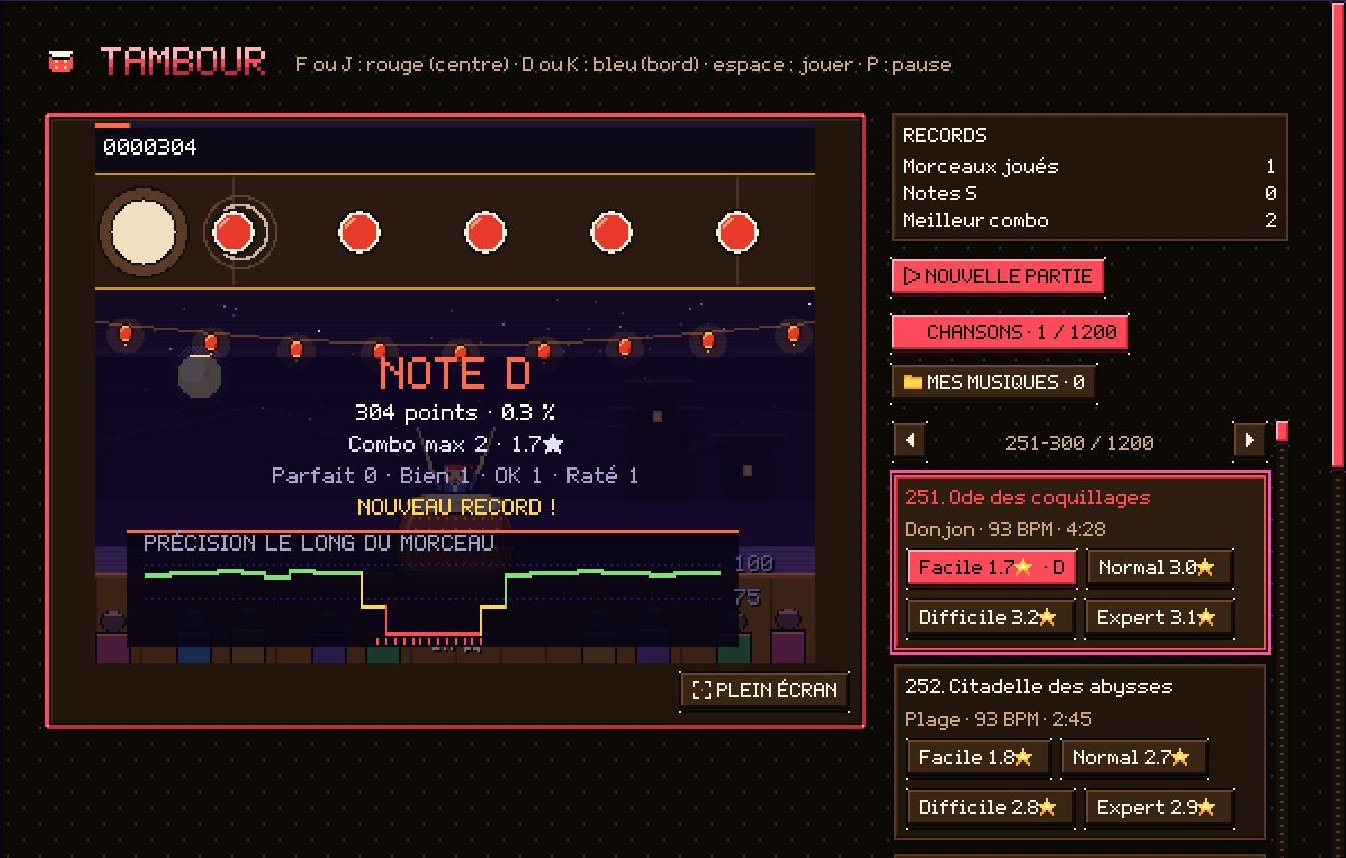 TAMBOUR
F ou J : rouge (centre) · D ou K : bleu (bord) · espace : jouer · P : pause
0000304
NOTE D
304 points · 0.3 %
Combo max 2 · 1.7★
Parfait 0 · Bien 1 · OK 1 · Raté 1
NOUVEAU RECORD !
PRÉCISION LE LONG DU MORCEAU
100
75
PLEIN ÉCRAN
RECORDS
Morceaux joués 1
Notes S 0
Meilleur combo 2
NOUVELLE PARTIE
CHANSONS · 1 / 1200
MES MUSIQUES · 0
251-300 / 1200
251. Ode des coquillages
Donjon · 93 BPM · 4:28
Facile 1.7⭐ · D
Normal 3.0⭐
Difficile 3.2⭐
Expert 3.1⭐
252. Citadelle des abysses
Plage · 93 BPM · 2:45
Facile 1.8⭐
Normal 2.7⭐
Difficile 2.8⭐
Expert 2.9⭐